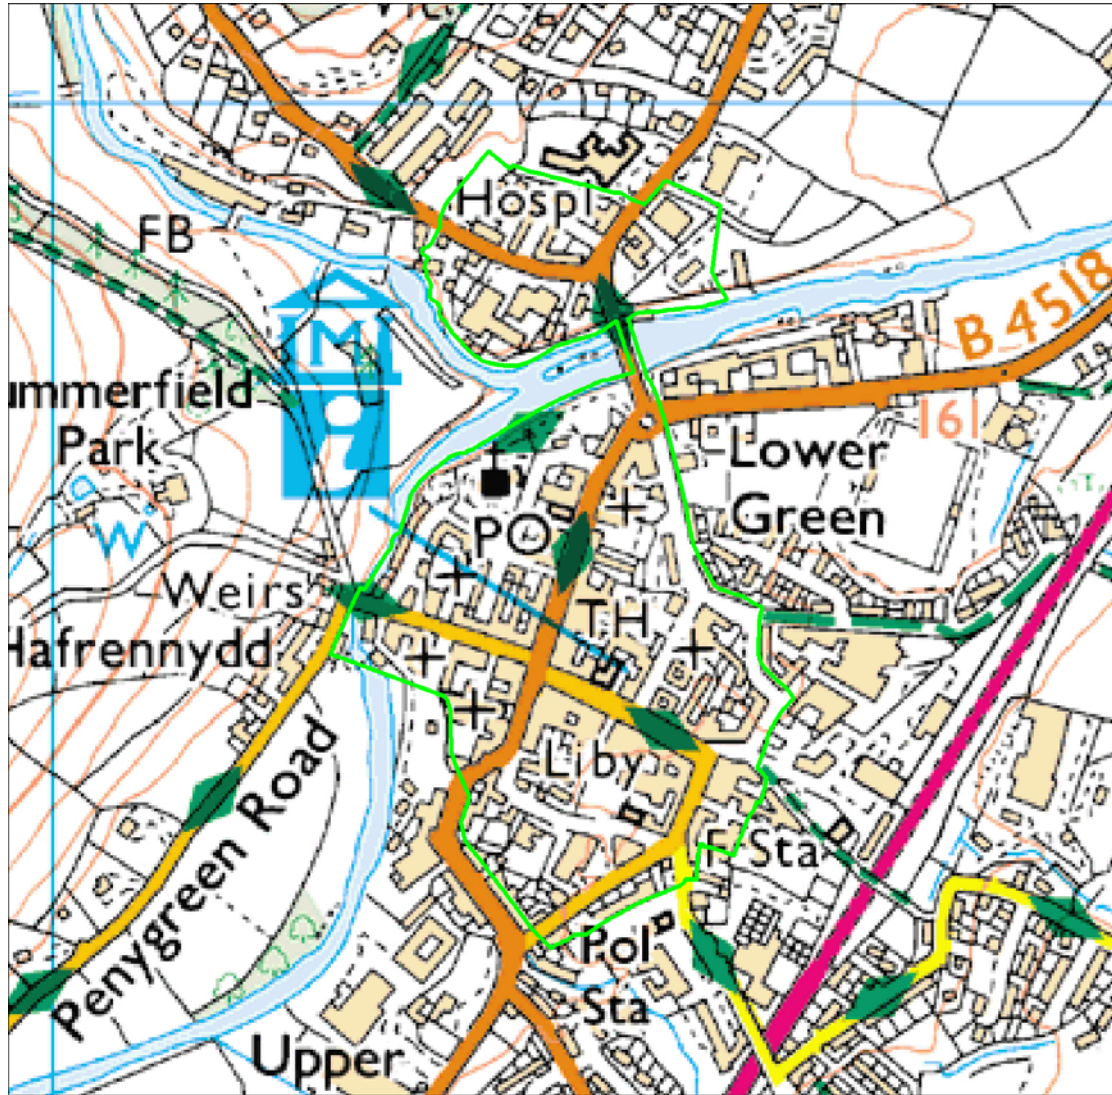 Hospl
FB
M
B 4518
ummerfield
Park
161
Lower
Green
PO
W
TH
Weirs
Hafrennydd
Liby
F Sta
Penygreen Road
Pol
Sta
Upper